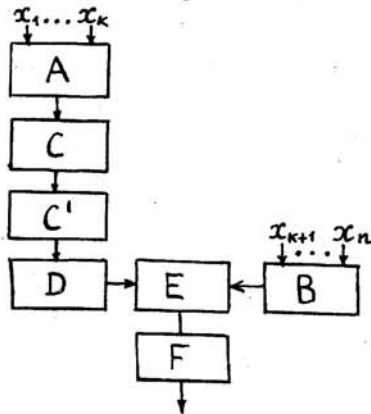 x₁ ... xₖ
A
C
C'
xₖ₊₁ ... xₙ
D E B
F